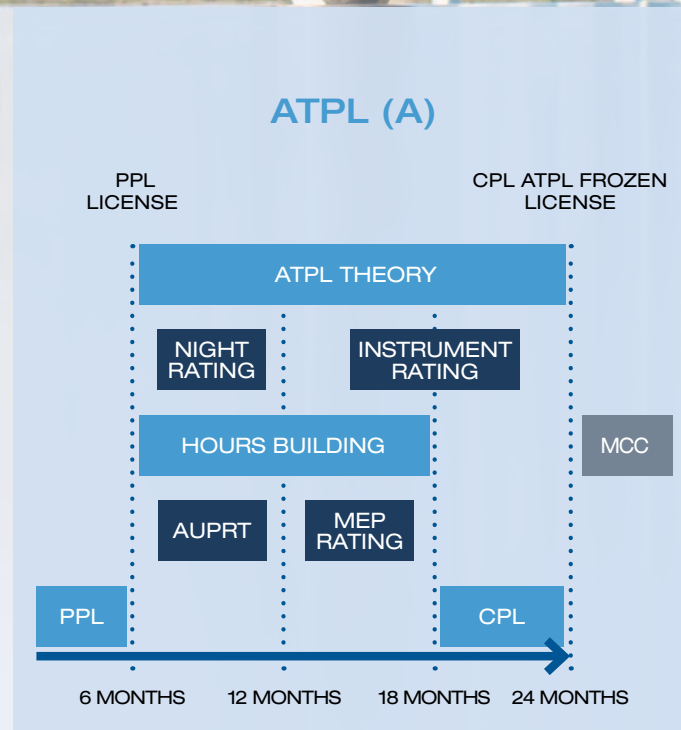 ATPL (A)
PPL
LICENSE
CPL ATPL FROZEN
LICENSE
ATPL THEORY
NIGHT
RATING
INSTRUMENT
RATING
HOURS BUILDING
MCC
AUPRT
MEP
RATING
PPL
CPL
6 MONTHS
12 MONTHS
18 MONTHS
24 MONTHS